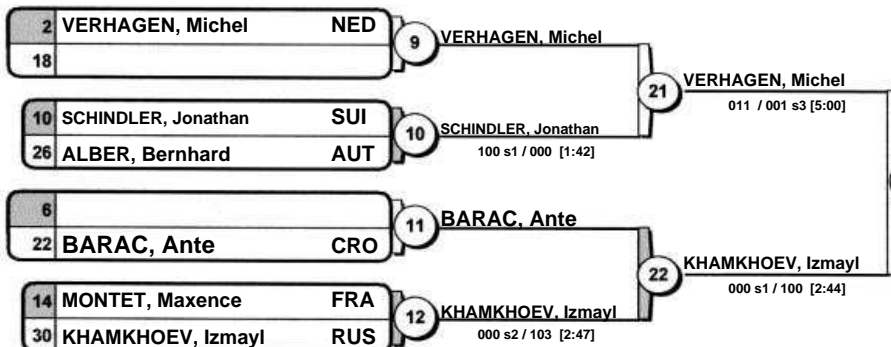 2 VERHAGEN, Michel NED
18
9 VERHAGEN, Michel
10 SCHINDLER, Jonathan SUI
26 ALBER, Bernhard AUT
10 SCHINDLER, Jonathan
100 s1 / 000 [1:42]
21 VERHAGEN, Michel
011 / 001 s3 [5:00]
6
22 BARAC, Ante CRO
11 BARAC, Ante
14 MONTET, Maxence FRA
30 KHAMKHOEV, Izmayl RUS
12 KHAMKHOEV, Izmayl
000 s2 / 103 [2:47]
22 KHAMKHOEV, Izmayl
000 s1 / 100 [2:44]